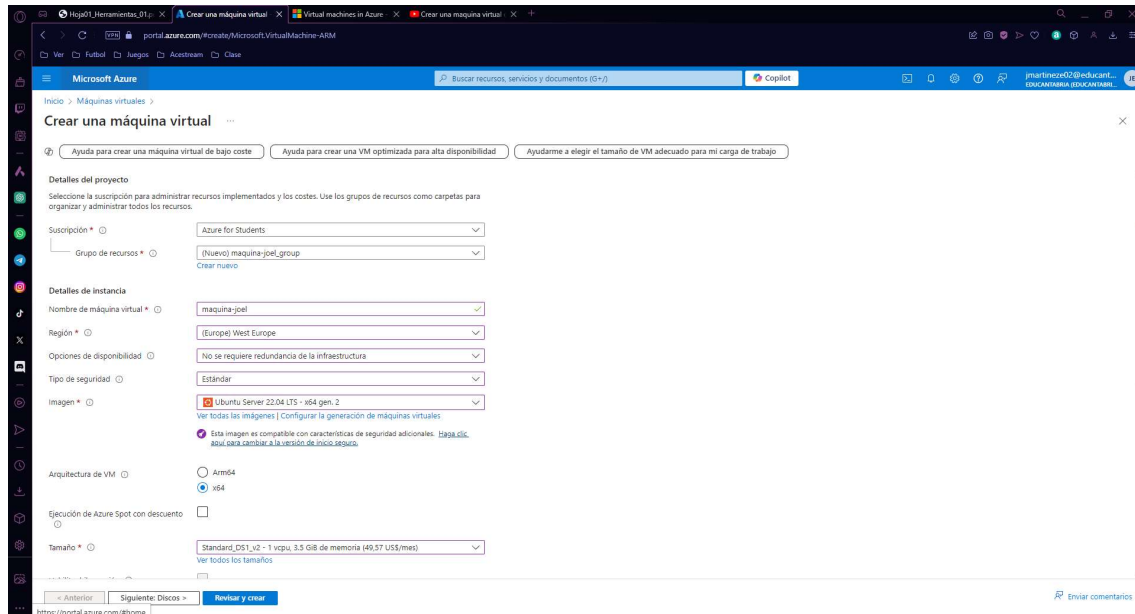 Hoja01_Herramientas_01.p
Crear una máquina virtual
Virtual machines in Azure -
Crear una maquina virtual
VPN
portal.azure.com/#create/Microsoft.VirtualMachine-ARM
Ver
Futbol
Juegos
Acestream
Clase
Microsoft Azure
Buscar recursos, servicios y documentos (G+/)
Copilot
jmartineze02@educant...
EDUCANTABRIA (EDUCANTABRI...
JE
Inicio > Máquinas virtuales >
Crear una máquina virtual ...
Ayuda para crear una máquina virtual de bajo coste
Ayuda para crear una VM optimizada para alta disponibilidad
Ayudarme a elegir el tamaño de VM adecuado para mi carga de trabajo
Detalles del proyecto
Seleccione la suscripción para administrar recursos implementados y los costes. Use los grupos de recursos como carpetas para
organizar y administrar todos los recursos.
Suscripción *
Azure for Students
Grupo de recursos *
(Nuevo) maquina-joel_group
Crear nuevo
Detalles de instancia
Nombre de máquina virtual *
maquina-joel
Región *
(Europe) West Europe
Opciones de disponibilidad
No se requiere redundancia de la infraestructura
Tipo de seguridad
Estándar
Imagen *
Ubuntu Server 22.04 LTS - x64 gen. 2
Ver todas las imágenes | Configurar la generación de máquinas virtuales
Esta imagen es compatible con características de seguridad adicionales. Haga clic
aquí para cambiar a la versión de inicio seguro.
Arquitectura de VM
Arm64
x64
Ejecución de Azure Spot con descuento
Tamaño *
Standard_DS1_v2 - 1 vcpu, 3.5 GiB de memoria (49,57 US$/mes)
Ver todos los tamaños
< Anterior
Siguiente: Discos >
Revisar y crear
Enviar comentarios
https://portal.azure.com/#home